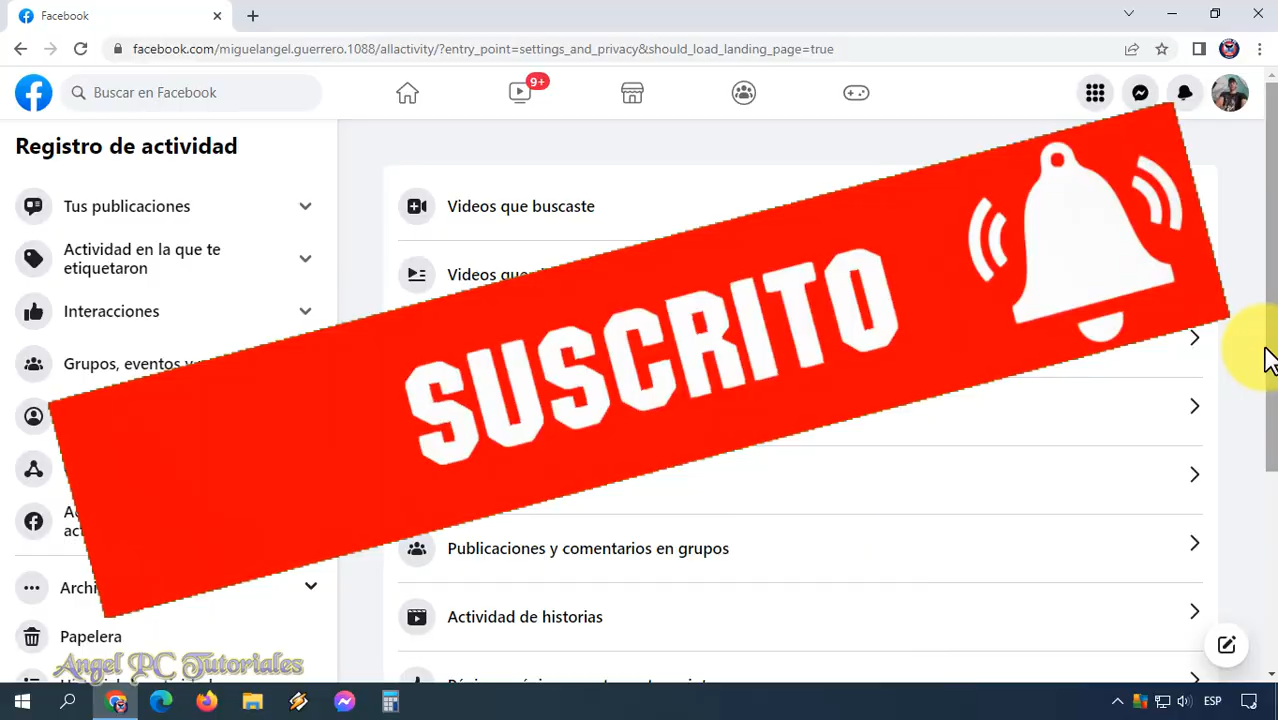 Facebook
facebook.com/miguelangel.guerrero.1088/allactivity/?entry_point=settings_and_privacy&should_load_landing_page=true
Buscar en Facebook
9+
Registro de actividad
Tus publicaciones
Actividad en la que te
etiquetaron
Interacciones
Grupos, eventos y
Papelera
Videos que buscaste
Videos que
SUSCRITO
Publicaciones y comentarios en grupos
Actividad de historias
Angel PC Tutoriales
ESP